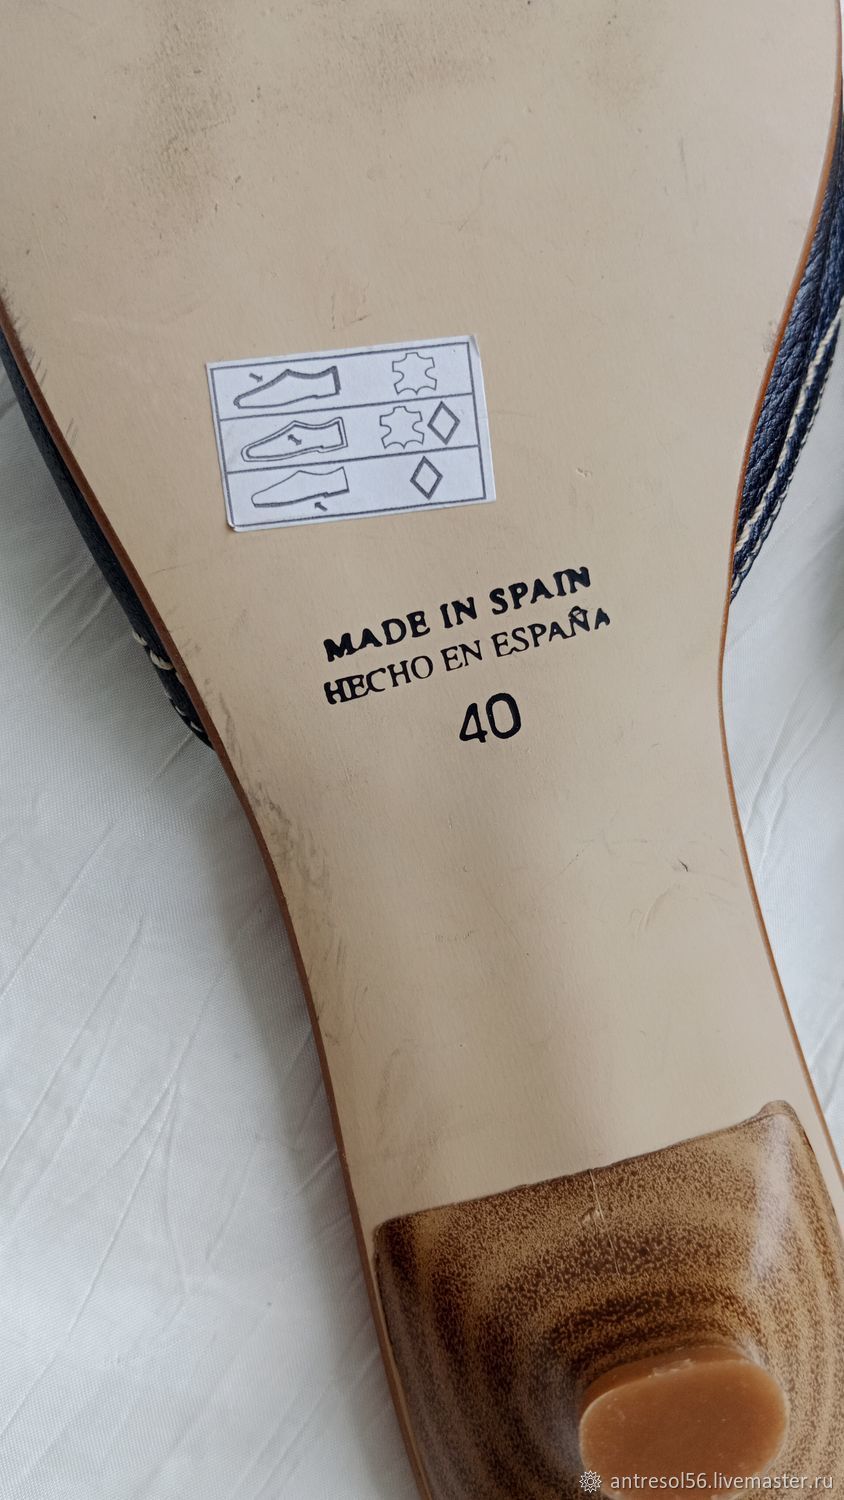 MADE IN SPAIN
HECHO EN ESPAÑA
40
antresol56.livemaster.ru